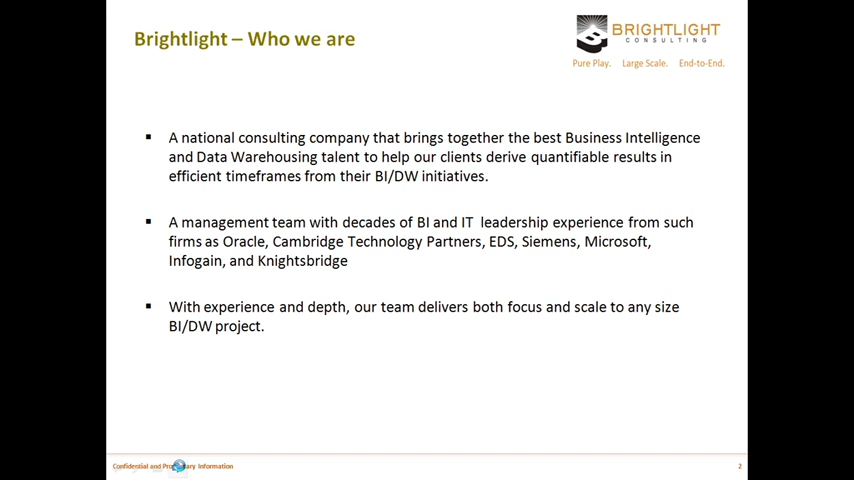 Brightlight – Who we are
BRIGHTLIGHT
CONSULTING
Pure Play. Large Scale. End-to-End.
▪ A national consulting company that brings together the best Business Intelligence
and Data Warehousing talent to help our clients derive quantifiable results in
efficient timeframes from their BI/DW initiatives.
▪ A management team with decades of BI and IT leadership experience from such
firms as Oracle, Cambridge Technology Partners, EDS, Siemens, Microsoft,
Infogain, and Knightsbridge
▪ With experience and depth, our team delivers both focus and scale to any size
BI/DW project.
Confidential and Information
2